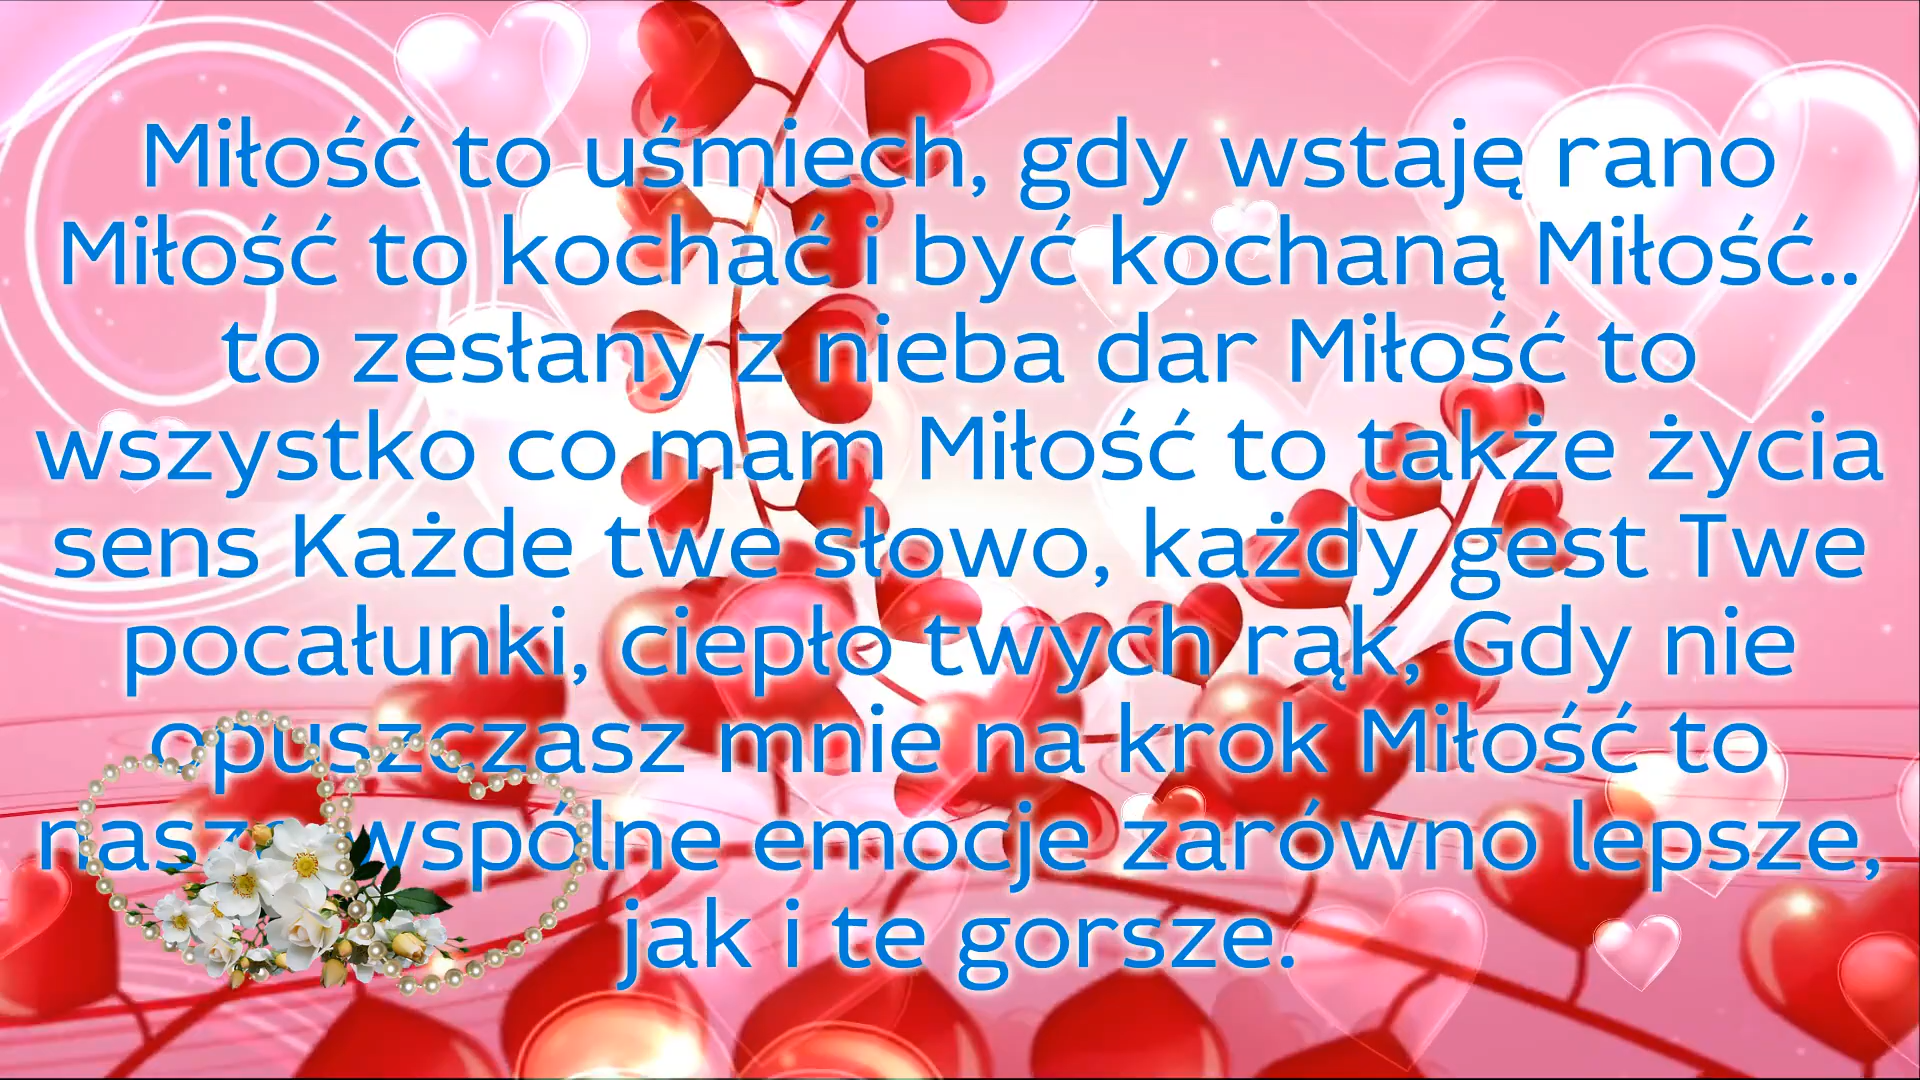 Miłość to uśmiech, gdy wstaję rano
Miłość to kochać i być kochaną Miłość..
to zesłany z nieba dar Miłość to
wszystko co mam Miłość to także życia
sens Każde twe słowo, każdy gest Twe
pocałunki, ciepło twych rąk, Gdy nie
opuszczasz mnie na krok Miłość to
nasze wspólne emocje zarówno lepsze,
jak i te gorsze.